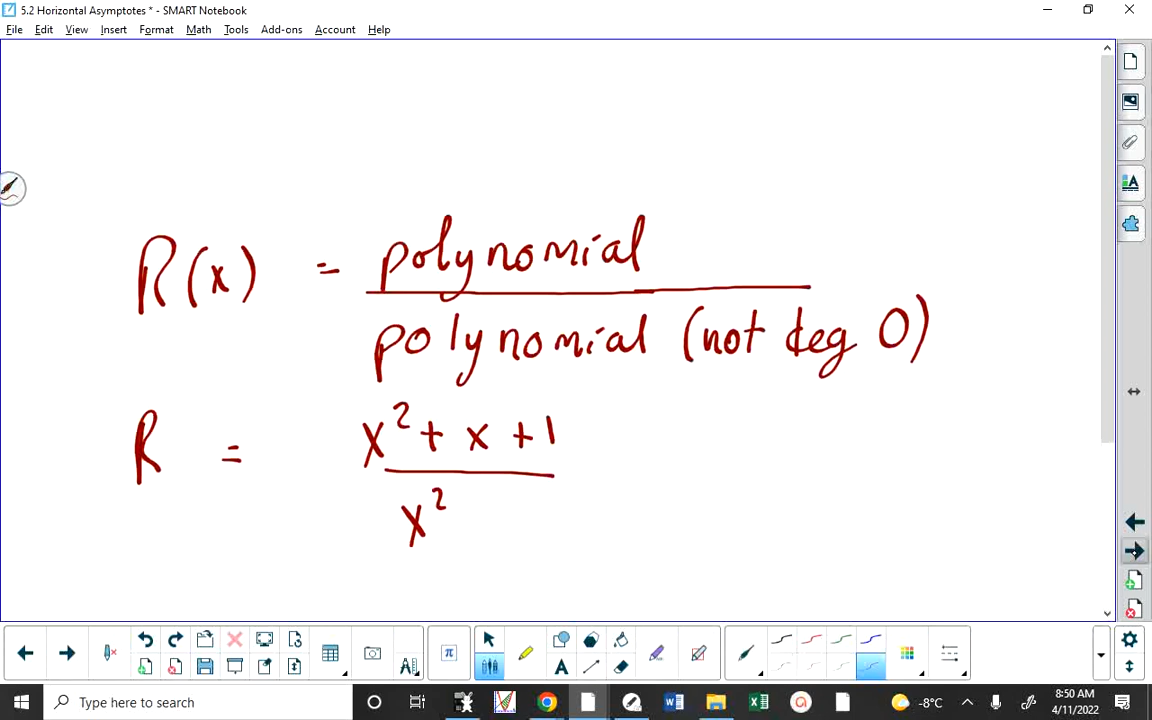 5.2 Horizontal Asymptotes * - SMART Notebook
File Edit View Insert Format Math Tools Add-ons Account Help
R(x) = polynomial
polynomial (not deg 0)
R = x² + x + 1
x²
π
A
Type here to search
-8°C
8:50 AM
4/11/2022